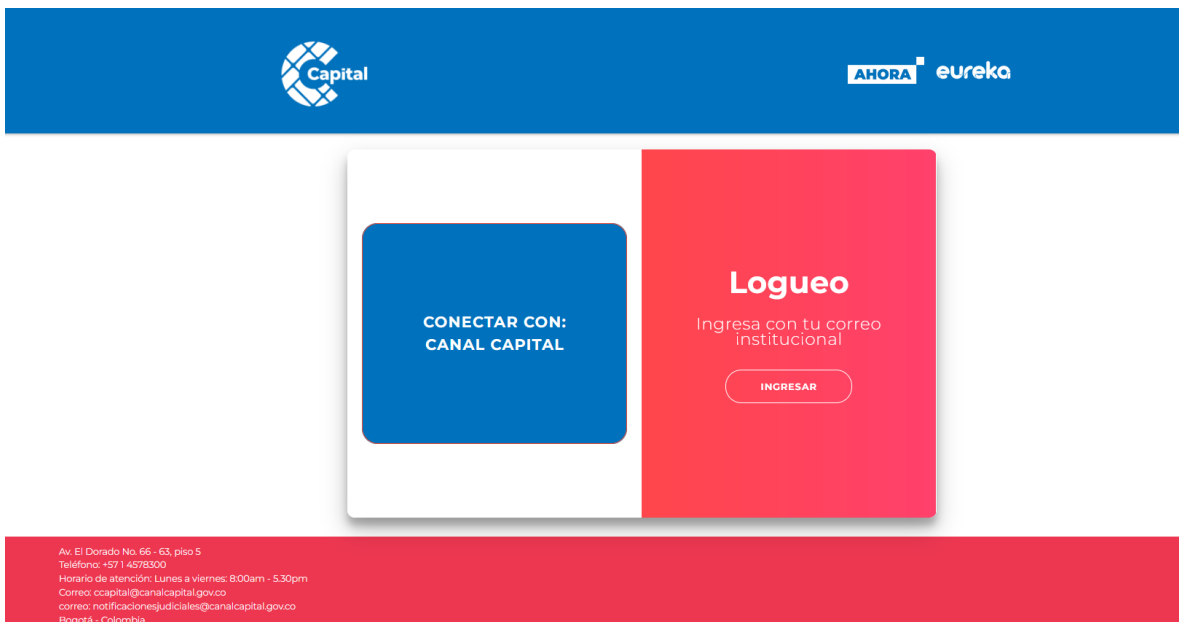 Capital
AHORA eureka
CONECTAR CON:
CANAL CAPITAL
Logueo
Ingresa con tu correo
institucional
INGRESAR
Av. El Dorado No. 66 - 63, piso 5
Teléfono: +57 1 4578300
Horario de atención: Lunes a viernes: 8:00am - 5.30pm
Correo: ccapital@canalcapital.gov.co
correo: notificacionesjudiciales@canalcapital.gov.co
Bogotá - Colombia